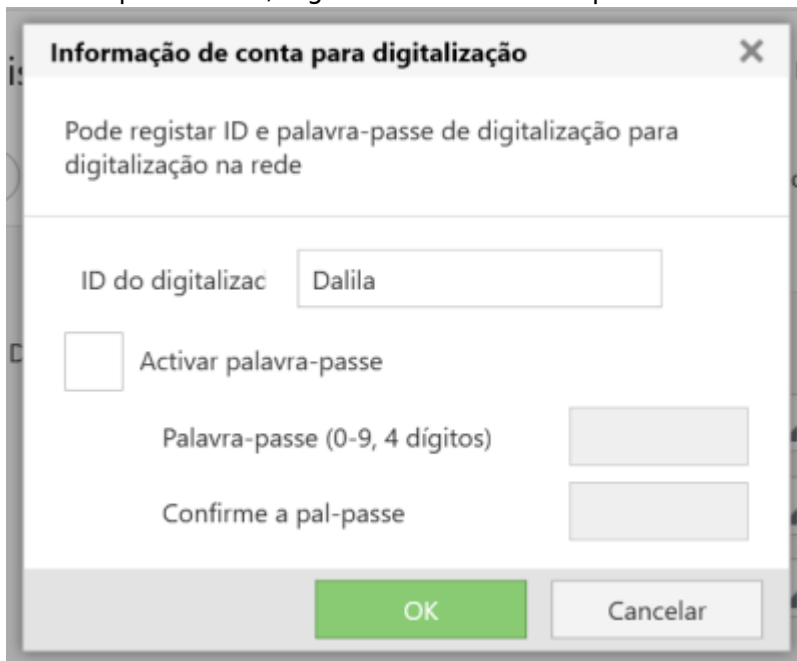 Informação de conta para digitalização
Pode registar ID e palavra-passe de digitalização para
digitalização na rede
ID do digitalizac
Dalila
Activar palavra-passe
Palavra-passe (0-9, 4 dígitos)
Confirme a pal-passe
OK
Cancelar